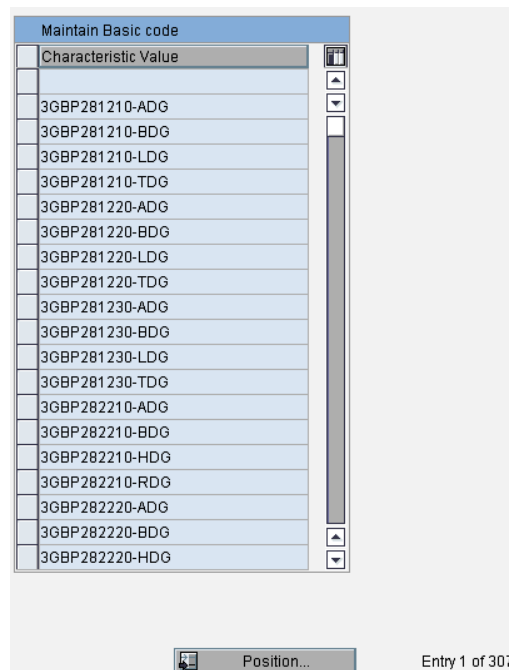 Maintain Basic code
Characteristic Value
3GBP281210-ADG
3GBP281210-BDG
3GBP281210-LDG
3GBP281210-TDG
3GBP281220-ADG
3GBP281220-BDG
3GBP281220-LDG
3GBP281220-TDG
3GBP281230-ADG
3GBP281230-BDG
3GBP281230-LDG
3GBP281230-TDG
3GBP282210-ADG
3GBP282210-BDG
3GBP282210-HDG
3GBP282210-RDG
3GBP282220-ADG
3GBP282220-BDG
3GBP282220-HDG
Position... Entry 1 of 307